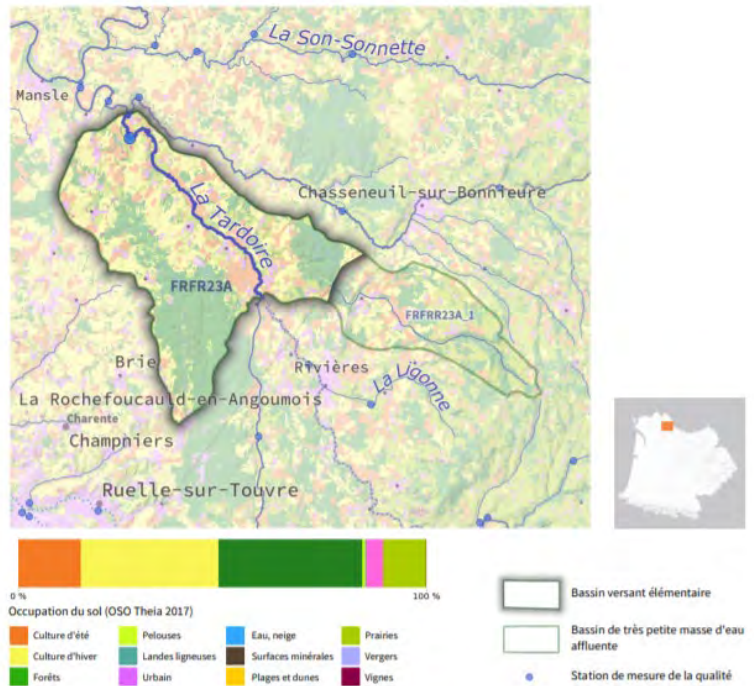 La Son-Sonnette
Mansle
Chasseneuil-sur-Bonnieure
La Tardoire
FRFR23A
FRFRR23A_1
Brie
Rivières
La Ligonne
La Rochefoucauld-en-Angoumois
Charente
Champniers
Ruelle-sur-Touvre
0 %
100 %
Occupation du sol (OSO Theia 2017)
Culture d'été
Pelouses
Eau, neige
Prairies
Culture d'hiver
Landes ligneuses
Surfaces minérales
Vergers
Forêts
Urbain
Plages et dunes
Vignes
Bassin versant élémentaire
Bassin de très petite masse d'eau
affluente
Station de mesure de la qualité